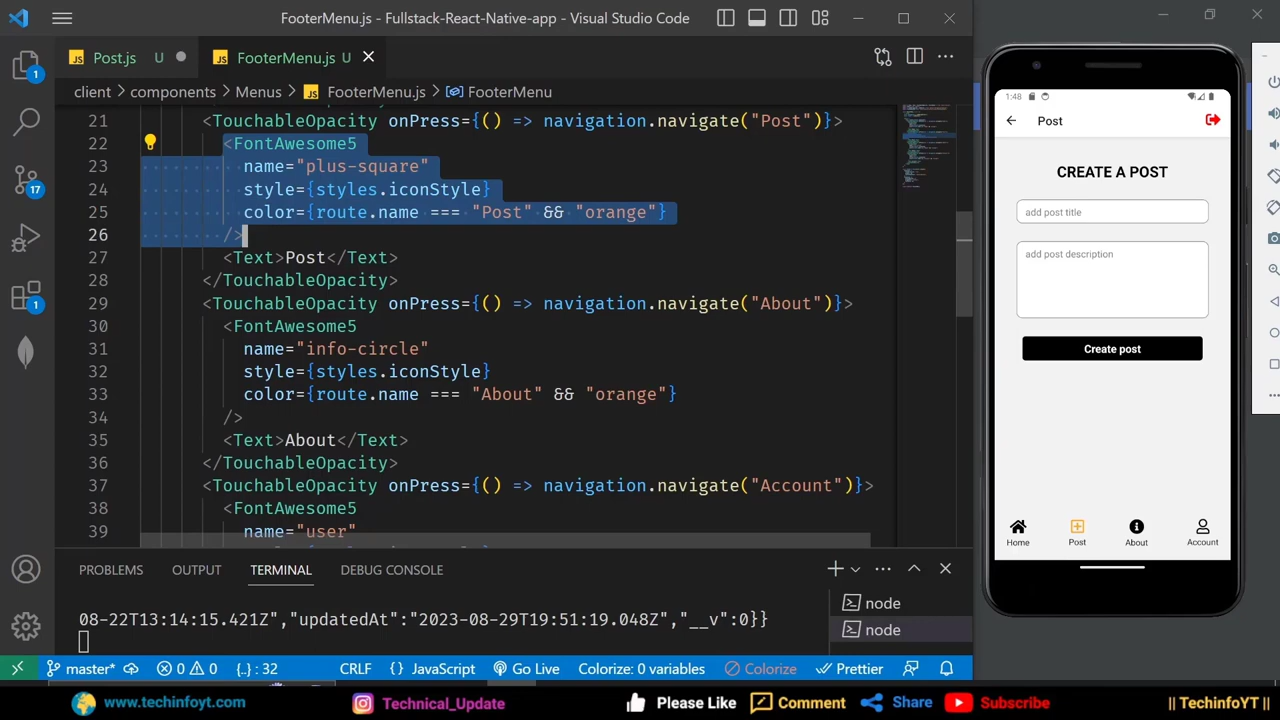 FooterMenu.js - Fullstack-React-Native-app - Visual Studio Code
Post.js U
FooterMenu.js U
client > components > Menus > JS FooterMenu.js > FooterMenu
21 <TouchableOpacity onPress={() => navigation.navigate("Post")}>
22 <FontAwesome5
23 name="plus-square"
24 style={styles.iconStyle}
25 color={route.name === "Post" && "orange"}
26 />
27 <Text>Post</Text>
28 </TouchableOpacity>
29 <TouchableOpacity onPress={() => navigation.navigate("About")}>
30 <FontAwesome5
31 name="info-circle"
32 style={styles.iconStyle}
33 color={route.name === "About" && "orange"}
34 />
35 <Text>About</Text>
36 </TouchableOpacity>
37 <TouchableOpacity onPress={() => navigation.navigate("Account")}>
38 <FontAwesome5
39 name="user"
1
17
1
PROBLEMS OUTPUT TERMINAL DEBUG CONSOLE
08-22T13:14:15.421Z","updatedAt":"2023-08-29T19:51:19.048Z","__v":0}}
node
node
master* 0 0 {..} : 32 CRLF {} JavaScript Go Live Colorize: 0 variables Colorize Prettier
1:48
Post
CREATE A POST
add post title
add post description
Create post
Home Post About Account
www.techinfoyt.com Technical_Update Please Like Comment Share Subscribe || TechinfoYT ||